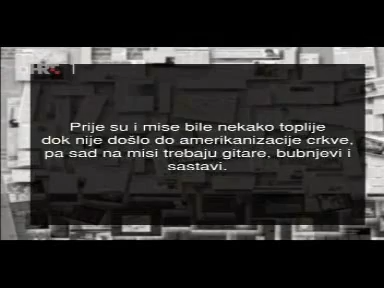 HRT
Prije su i mise bile nekako toplije
dok nije došlo do amerikanizacije crkve,
pa sad na misi trebaju gitare, bubnjevi i
sastavi.